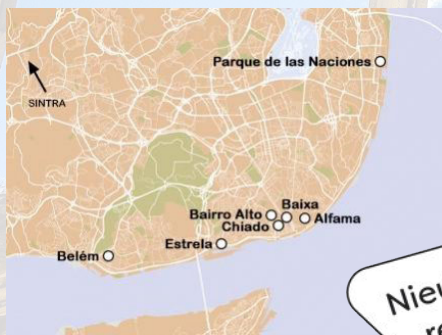 Parque de las Naciones
SINTRA
Baixa
Bairro Alto
Alfama
Chiado
Estrela
Belém